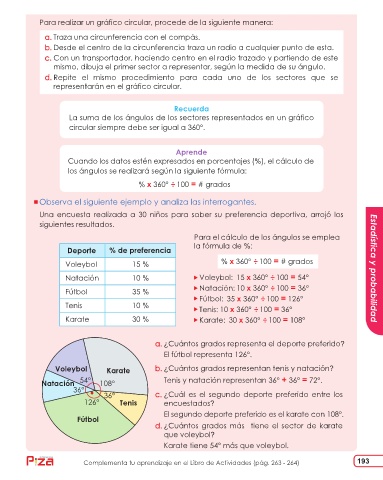 Para realizar un gráfico circular, procede de la siguiente manera:
a. Traza una circunferencia con el compás.
b. Desde el centro de la circunferencia traza un radio a cualquier punto de esta.
c. Con un transportador, haciendo centro en el radio trazado y partiendo de este
mismo, dibuja el primer sector a representar, según la medida de su ángulo.
d. Repite el mismo procedimiento para cada uno de los sectores que se
representarán en el gráfico circular.
Recuerda
La suma de los ángulos de los sectores representados en un gráfico
circular siempre debe ser igual a 360°.
Aprende
Cuando los datos estén expresados en porcentajes (%), el cálculo de
los ángulos se realizará según la siguiente fórmula:
% x 360° ÷ 100 = # grados
Observa el siguiente ejemplo y analiza las interrogantes.
Una encuesta realizada a 30 niños para saber su preferencia deportiva, arrojó los
siguientes resultados.
Deporte % de preferencia
Voleybol 15 %
Natación 10 %
Fútbol 35 %
Tenis 10 %
Karate 30 %
Para el cálculo de los ángulos se emplea
la fórmula de %:
% x 360° ÷ 100 = # grados
Voleybol: 15 x 360° ÷ 100 = 54°
Natación: 10 x 360° ÷ 100 = 36°
Fútbol: 35 x 360° ÷ 100 = 126°
Tenis: 10 x 360° ÷ 100 = 36°
Karate: 30 x 360° ÷ 100 = 108°
Estadística y probabilidad
Voleybol Karate
54° 108°
Natación
36° 36°
126° Tenis
Fútbol
a. ¿Cuántos grados representa el deporte preferido?
El fútbol representa 126°.
b. ¿Cuántos grados representan tenis y natación?
Tenis y natación representan 36° + 36° = 72°.
c. ¿Cuál es el segundo deporte preferido entre los
encuestados?
El segundo deporte preferido es el karate con 108°.
d. ¿Cuántos grados más tiene el sector de karate
que voleybol?
Karate tiene 54° más que voleybol.
Complementa tu aprendizaje en el Libro de Actividades (pág. 263 - 264)
193